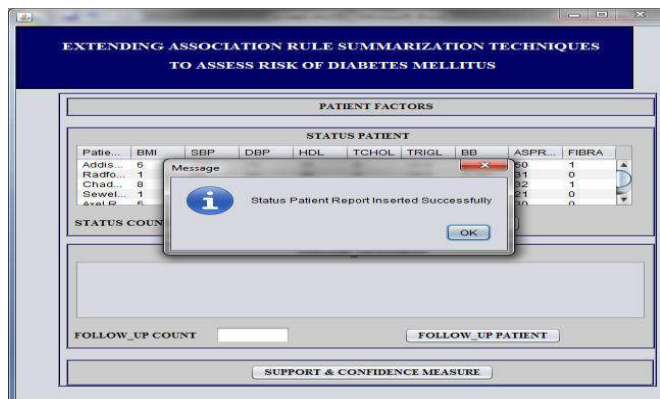 EXTENDING ASSOCIATION RULE SUMMARIZATION TECHNIQUES
TO ASSESS RISK OF DIABETES MELLITUS
PATIENT FACTORS
STATUS PATIENT
Patie... BMI SBP DBP HDL TCHOL TRIGL BB ASPR... FIBRA
Addis... 6 50 1
Radfo... 1 31 0
Chad... 8 32 1
Sewel... 1 21 0
Axel R
Message
Status Patient Report Inserted Successfully
OK
STATUS COUN
FOLLOW_UP COUNT FOLLOW_UP PATIENT
SUPPORT & CONFIDENCE MEASURE